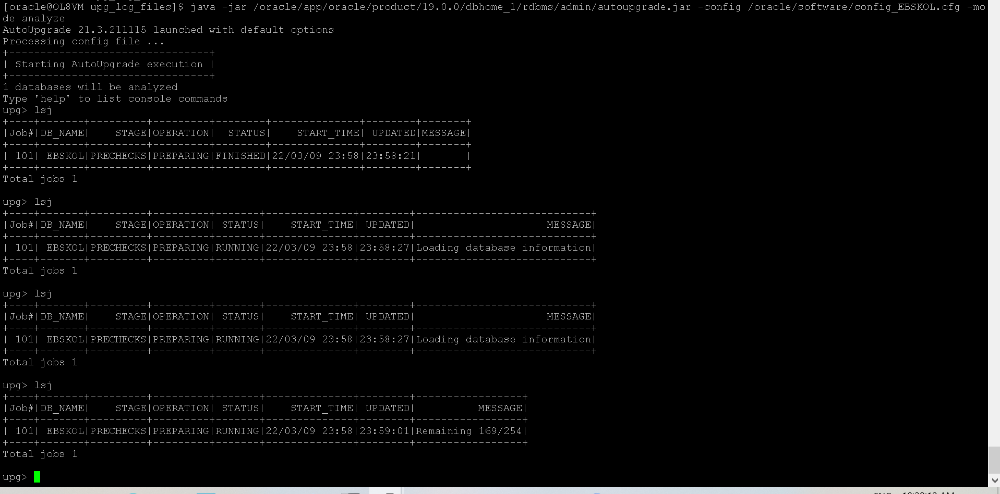 [oracle@OL8VM upg_log_files]$ java -jar /oracle/app/oracle/product/19.0.0/dbhome_1/rdbms/admin/autoupgrade.jar -config /oracle/software/config_EBSKOL.cfg -mo
de analyze
AutoUpgrade 21.3.211115 launched with default options
Processing config file ...
+--------------------------------+
| Starting AutoUpgrade execution |
+--------------------------------+
1 databases will be analyzed
Type 'help' to list console commands
upg> lsj
+----+-------+---------+---------+--------+--------------+--------+-------+
|Job#|DB_NAME|    STAGE|OPERATION|  STATUS|    START_TIME| UPDATED|MESSAGE|
+----+-------+---------+---------+--------+--------------+--------+-------+
| 101| EBSKOL|PRECHECKS|PREPARING|FINISHED|22/03/09 23:58|23:58:21|       |
+----+-------+---------+---------+--------+--------------+--------+-------+
Total jobs 1
upg> lsj
+----+-------+---------+---------+-------+--------------+--------+----------------------------+
|Job#|DB_NAME|    STAGE|OPERATION| STATUS|    START_TIME| UPDATED|                     MESSAGE|
+----+-------+---------+---------+-------+--------------+--------+----------------------------+
| 101| EBSKOL|PRECHECKS|PREPARING|RUNNING|22/03/09 23:58|23:58:27|Loading database information|
+----+-------+---------+---------+-------+--------------+--------+----------------------------+
Total jobs 1
upg> lsj
+----+-------+---------+---------+-------+--------------+--------+----------------------------+
|Job#|DB_NAME|    STAGE|OPERATION| STATUS|    START_TIME| UPDATED|                     MESSAGE|
+----+-------+---------+---------+-------+--------------+--------+----------------------------+
| 101| EBSKOL|PRECHECKS|PREPARING|RUNNING|22/03/09 23:58|23:58:27|Loading database information|
+----+-------+---------+---------+-------+--------------+--------+----------------------------+
Total jobs 1
upg> lsj
+----+-------+---------+---------+-------+--------------+--------+-----------------+
|Job#|DB_NAME|    STAGE|OPERATION| STATUS|    START_TIME| UPDATED|          MESSAGE|
+----+-------+---------+---------+-------+--------------+--------+-----------------+
| 101| EBSKOL|PRECHECKS|PREPARING|RUNNING|22/03/09 23:58|23:59:01|Remaining 169/254|
+----+-------+---------+---------+-------+--------------+--------+-----------------+
Total jobs 1
upg>